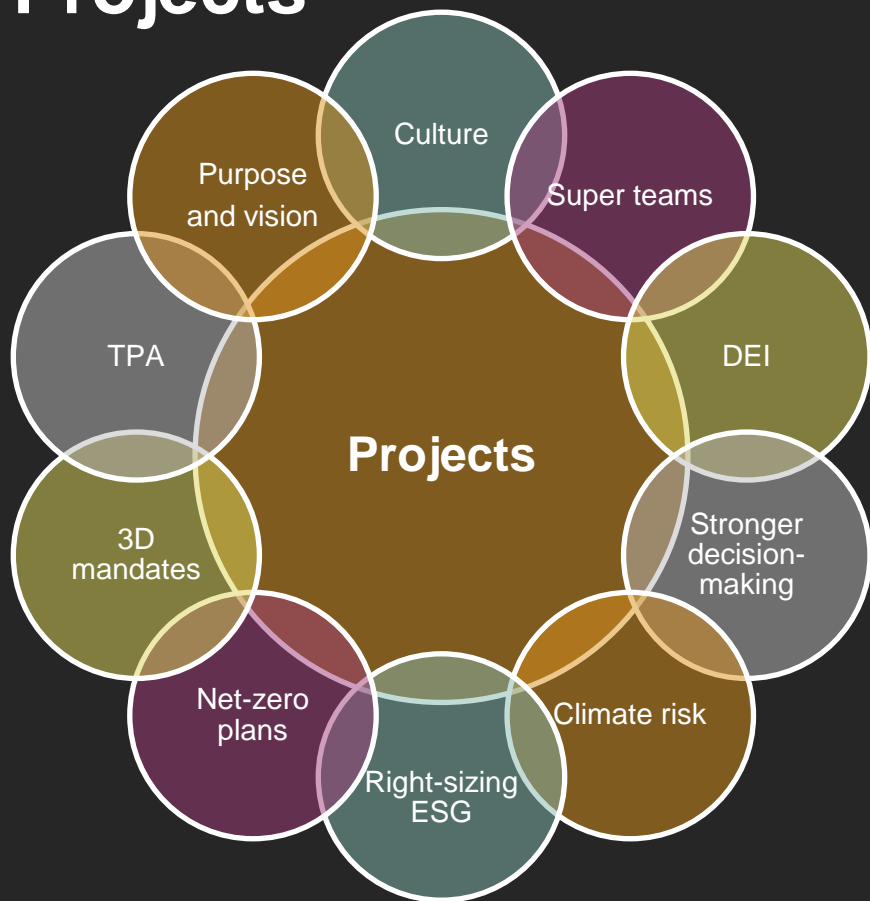 Projects
Culture
Purpose
and vision
Super teams
TPA
DEI
Projects
3D
mandates
Stronger
decision-
making
Net-zero
plans
Climate risk
Right-sizing
ESG